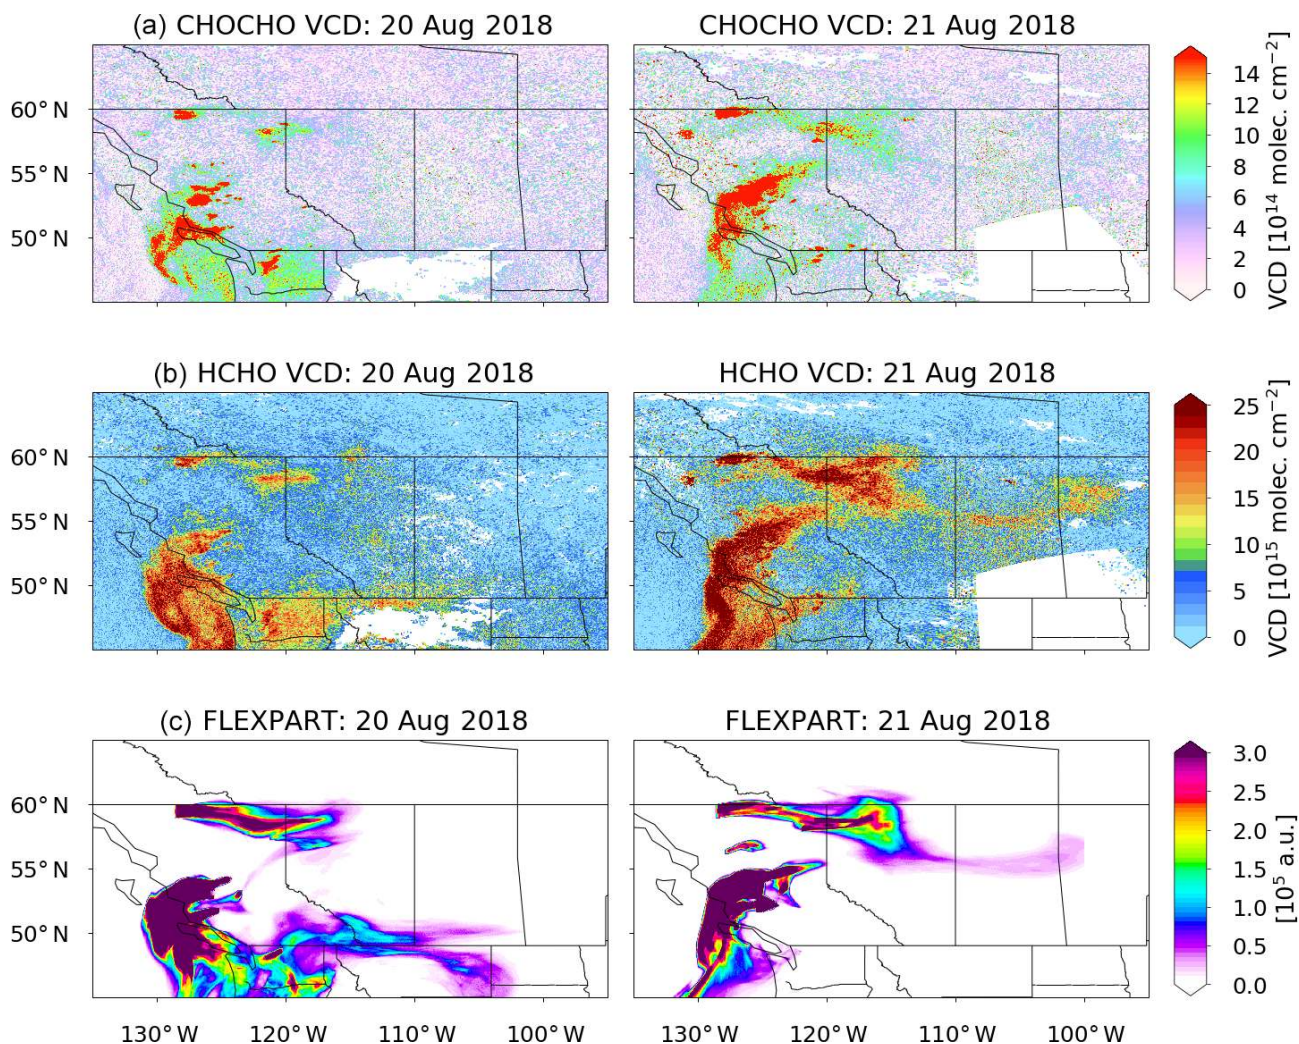 (a) CHOCHO VCD: 20 Aug 2018
CHOCHO VCD: 21 Aug 2018
60° N
55° N
50° N
14
12
10
8
6
4
2
0
VCD [10¹⁴ molec. cm⁻²]
(b) HCHO VCD: 20 Aug 2018
HCHO VCD: 21 Aug 2018
60° N
55° N
50° N
25
20
15
10
5
0
VCD [10¹⁵ molec. cm⁻²]
(c) FLEXPART: 20 Aug 2018
FLEXPART: 21 Aug 2018
60° N
55° N
50° N
3.0
2.5
2.0
1.5
1.0
0.5
0.0
[10⁵ a.u.]
130° W 120° W 110° W 100° W
130° W 120° W 110° W 100° W